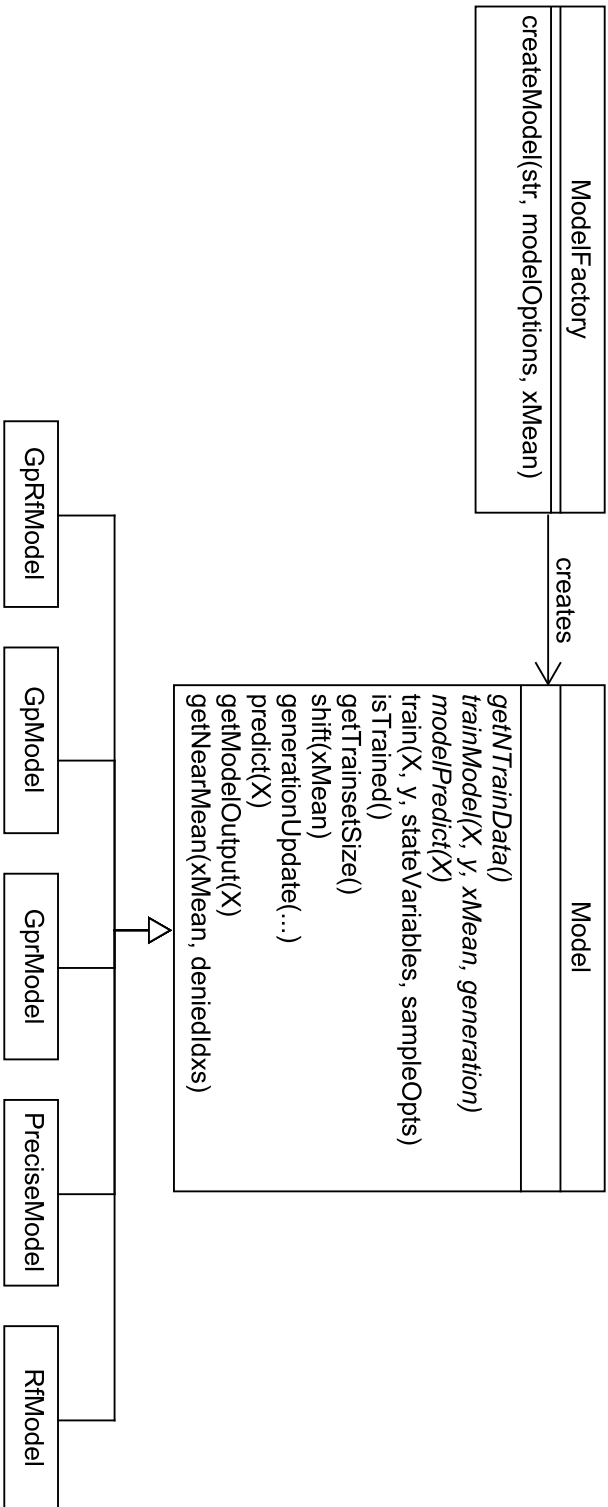 ModelFactory
createModel(str, modelOptions, xMean)
creates
Model
getNTrainData()
trainModel(X, y, xMean, generation)
modelPredict(X)
train(X, y, stateVariables, sampleOpts)
isTrained()
getTrainsetSize()
shift(xMean)
generationUpdate(...)
predict(X)
getModelOutput(X)
getNearMean(xMean, deniedIdxs)
GpRfModel
GpModel
GprModel
PreciseModel
RfModel